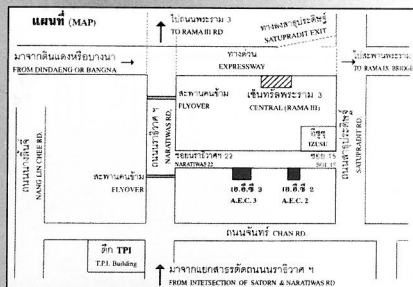 แผนที่ (MAP)
ไปถนนพระราม 3
TO RAMA III RD
ทางลงสาธุประดิษฐ์
SATUPRADIT EXIT
มาจากดินแดงหรือบางนา
FROM DINDAENG OR BANGNA
ทางด่วน
EXPRESSWAY
ไปสะพานพระราม
TO RAMA IX BRIDGE
สะพานคนข้าม
FLYOVER
เซ็นทรัลพระราม 3
CENTRAL (RAMA III)
อีซูซุ
IZUSU
ถนนนางลิ้นจี่
NANG LIN CHEE RD.
ถนนนราธิวาส ฯ
NARATIWAS RD.
ถนนสาธุประดิษฐ์
SATUPRADIT RD.
ซอยนราธิวาสฯ 22
NARATIWAS 22
ซอย 15
SOI 15
สะพานคนข้าม
FLYOVER
เอ.อี.ซี 3
A.E.C. 3
เอ.อี.ซี 2
A.E.C. 2
ถนนจันทร์ CHAN RD.
ตึก TPI
T.P.I. Building
มาจากแยกสาธรตัดถนนนราธิวาส ฯ
FROM INTETSECTION OF SATORN & NARATIWAS RD